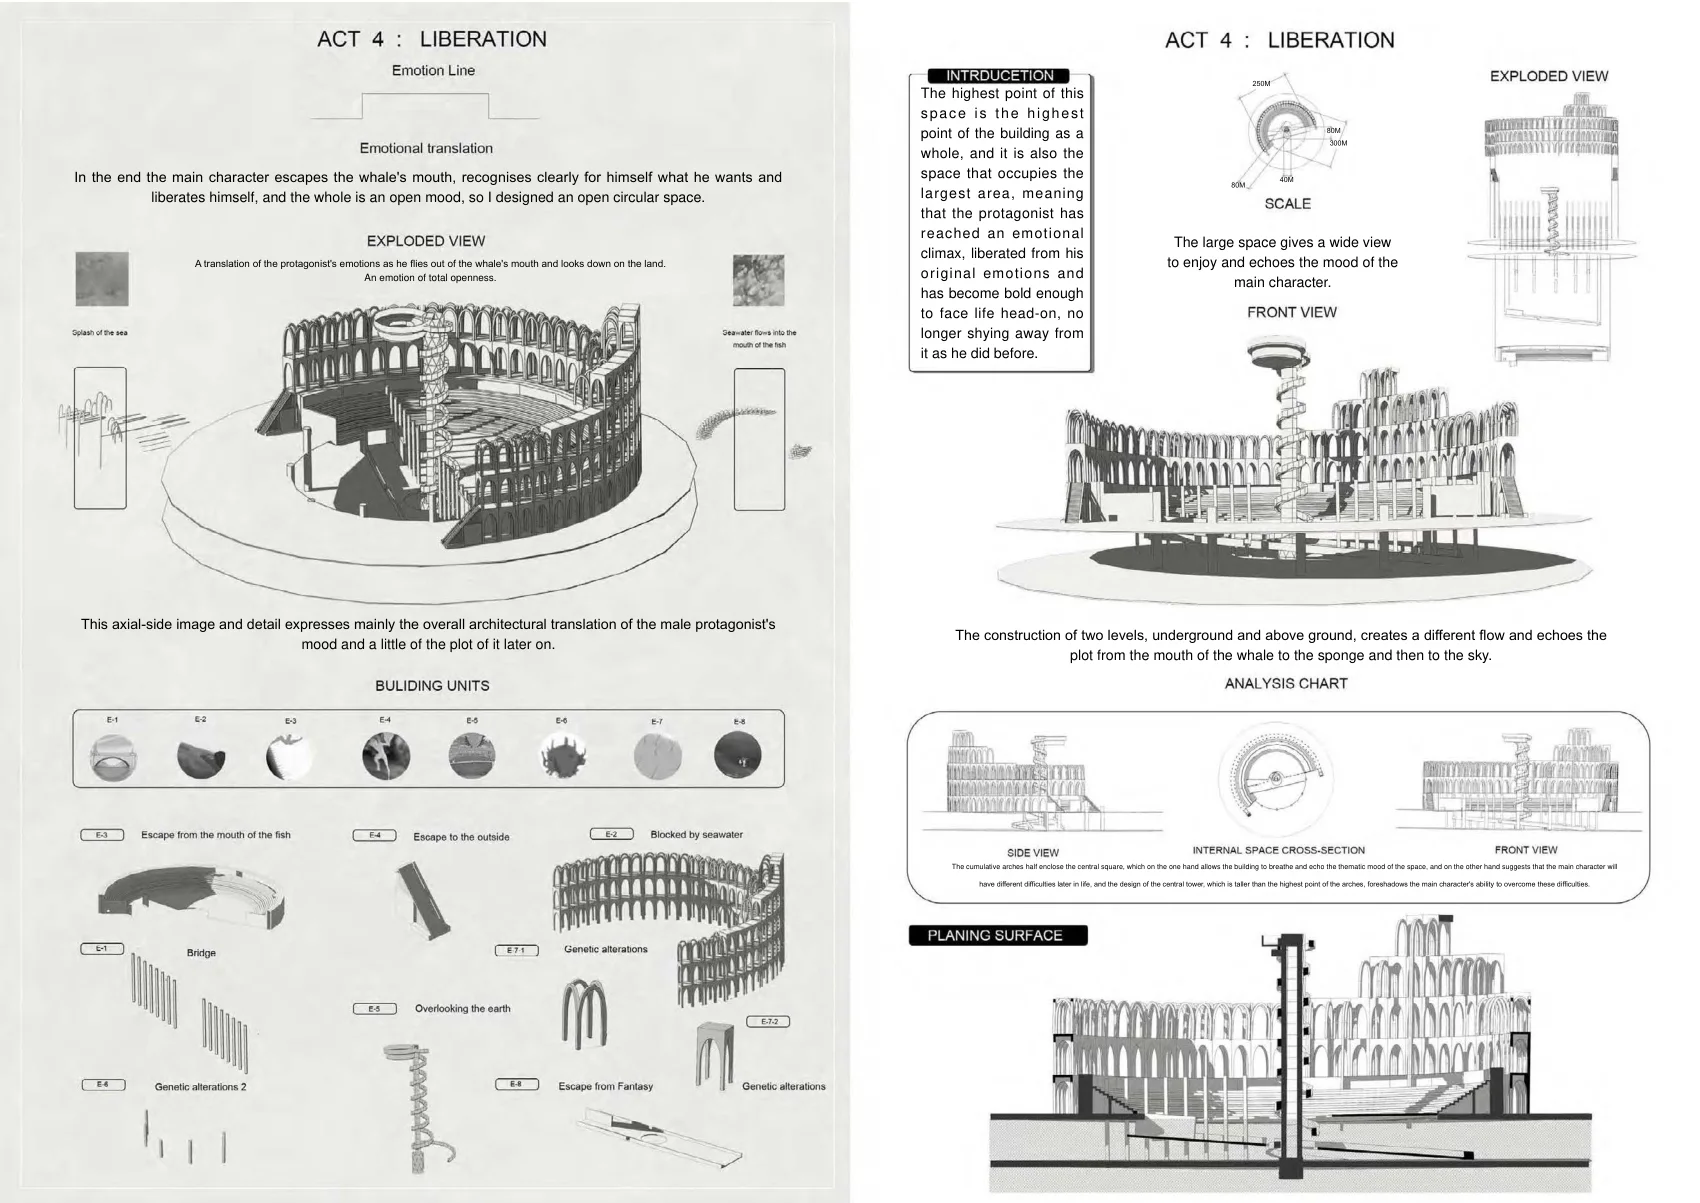 ACT 4 : LIBERATION
Emotion Line
Emotional translation
In the end the main character escapes the whale's mouth, recognises clearly for himself what he wants and
liberates himself, and the whole is an open mood, so I designed an open circular space.
EXPLODED VIEW
A translation of the protagonist's emotions as he flies out of the whale's mouth and looks down on the land.
An emotion of total openness.
Splash of the sea
Seawater flows into the
mouth of the fish
This axial-side image and detail expresses mainly the overall architectural translation of the male protagonist's
mood and a little of the plot of it later on.
BULIDING UNITS
E-1
E-2
E-3
E-4
E-5
E-6
E-7
E-8
E-3 Escape from the mouth of the fish
E-4 Escape to the outside
E-2 Blocked by seawater
E-1 Bridge
E-7-1 Genetic alterations
E-5 Overlooking the earth
E-7-2
Genetic alterations
E-6 Genetic alterations 2
E-8 Escape from Fantasy
ACT 4 : LIBERATION
INTRDUCETION
The highest point of this
space is the highest
point of the building as a
whole, and it is also the
space that occupies the
largest area, meaning
that the protagonist has
reached an emotional
climax, liberated from his
original emotions and
has become bold enough
to face life head-on, no
longer shying away from
it as he did before.
250M
80M
300M
40M
80M
SCALE
The large space gives a wide view
to enjoy and echoes the mood of the
main character.
EXPLODED VIEW
FRONT VIEW
The construction of two levels, underground and above ground, creates a different flow and echoes the
plot from the mouth of the whale to the sponge and then to the sky.
ANALYSIS CHART
SIDE VIEW
INTERNAL SPACE CROSS-SECTION
FRONT VIEW
The cumulative arches half enclose the central square, which on the one hand allows the building to breathe and echo the thematic mood of the space, and on the other hand suggests that the main character will
have different difficulties later in life, and the design of the central tower, which is taller than the highest point of the arches, foreshadows the main character's ability to overcome these difficulties.
PLANING SURFACE